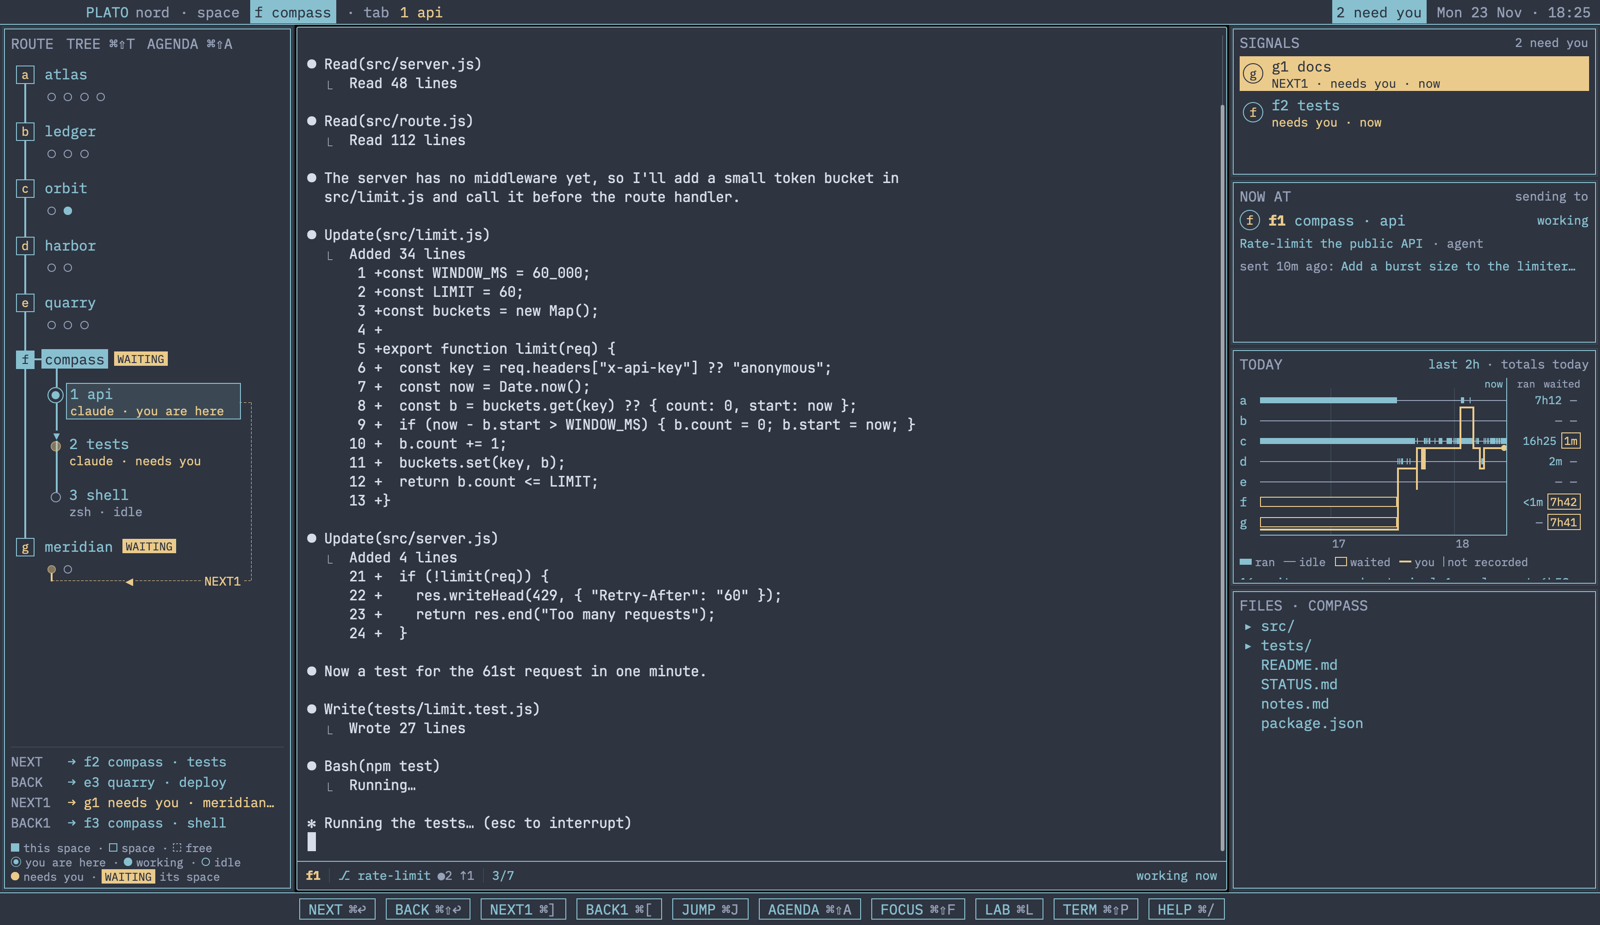 PLATO nord · space f compass · tab 1 api
2 need you Mon 23 Nov · 18:25
ROUTE TREE ⌘⇧T AGENDA ⌘⇧A
a atlas
b ledger
c orbit
d harbor
e quarry
f compass WAITING
1 api
claude · you are here
2 tests
claude · needs you
3 shell
zsh · idle
g meridian WAITING
NEXT1
NEXT → f2 compass · tests
BACK → e3 quarry · deploy
NEXT1 → g1 needs you · meridian…
BACK1 → f3 compass · shell
this space · space · free
you are here · working · idle
needs you · WAITING its space
● Read(src/server.js)
└ Read 48 lines
● Read(src/route.js)
└ Read 112 lines
● The server has no middleware yet, so I'll add a small token bucket in
src/limit.js and call it before the route handler.
● Update(src/limit.js)
└ Added 34 lines
1 +const WINDOW_MS = 60_000;
2 +const LIMIT = 60;
3 +const buckets = new Map();
4 +
5 +export function limit(req) {
6 +  const key = req.headers["x-api-key"] ?? "anonymous";
7 +  const now = Date.now();
8 +  const b = buckets.get(key) ?? { count: 0, start: now };
9 +  if (now - b.start > WINDOW_MS) { b.count = 0; b.start = now; }
10 +  b.count += 1;
11 +  buckets.set(key, b);
12 +  return b.count <= LIMIT;
13 +}
● Update(src/server.js)
└ Added 4 lines
21 +  if (!limit(req)) {
22 +    res.writeHead(429, { "Retry-After": "60" });
23 +    return res.end("Too many requests");
24 +  }
● Now a test for the 61st request in one minute.
● Write(tests/limit.test.js)
└ Wrote 27 lines
● Bash(npm test)
└ Running…
✻ Running the tests… (esc to interrupt)
f1 rate-limit ●2 ↑1 3/7 working now
SIGNALS 2 need you
g g1 docs
NEXT1 · needs you · now
f f2 tests
needs you · now
NOW AT sending to
f f1 compass · api working
Rate-limit the public API · agent
sent 10m ago: Add a burst size to the limiter…
TODAY last 2h · totals today
now ran waited
a 7h12 —
b — —
c 16h25 1m
d 2m —
e — —
f <1m 7h42
g — 7h41
17 18
ran idle waited you not recorded
FILES · COMPASS
▸ src/
▸ tests/
README.md
STATUS.md
notes.md
package.json
NEXT ⌘↩ BACK ⌘⇧↩ NEXT1 ⌘] BACK1 ⌘[ JUMP ⌘J AGENDA ⌘⇧A FOCUS ⌘⇧F LAB ⌘L TERM ⌘⇧P HELP ⌘/